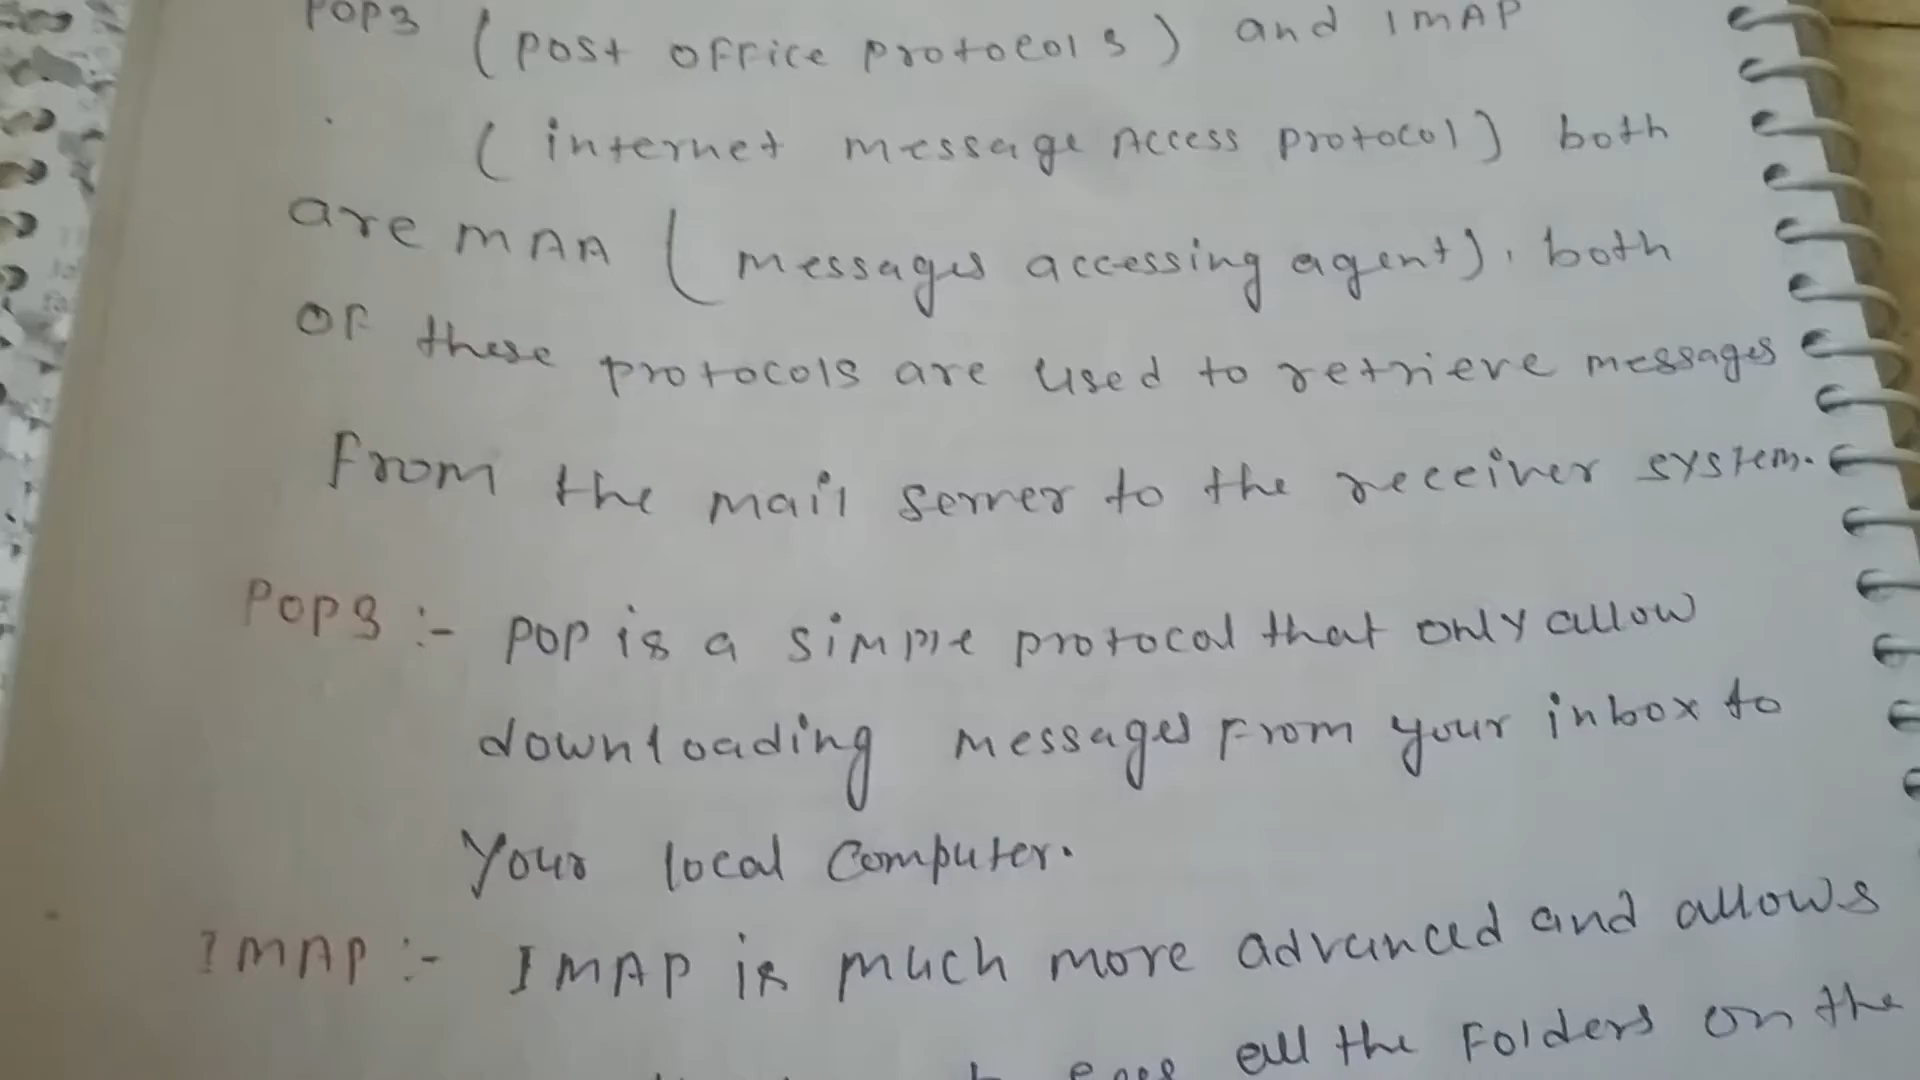 POP3 (post office protocol 3) and IMAP
(internet message Access protocol) both
are MAA (messages accessing agent). both
of these protocols are used to retrieve messages
From the mail server to the receiver system.
POP3 :- POP is a simple protocal that only allow
downloading messages From your inbox to
Your local Computer.
IMAP :- IMAP is much more advanced and allows
all the Folders on the